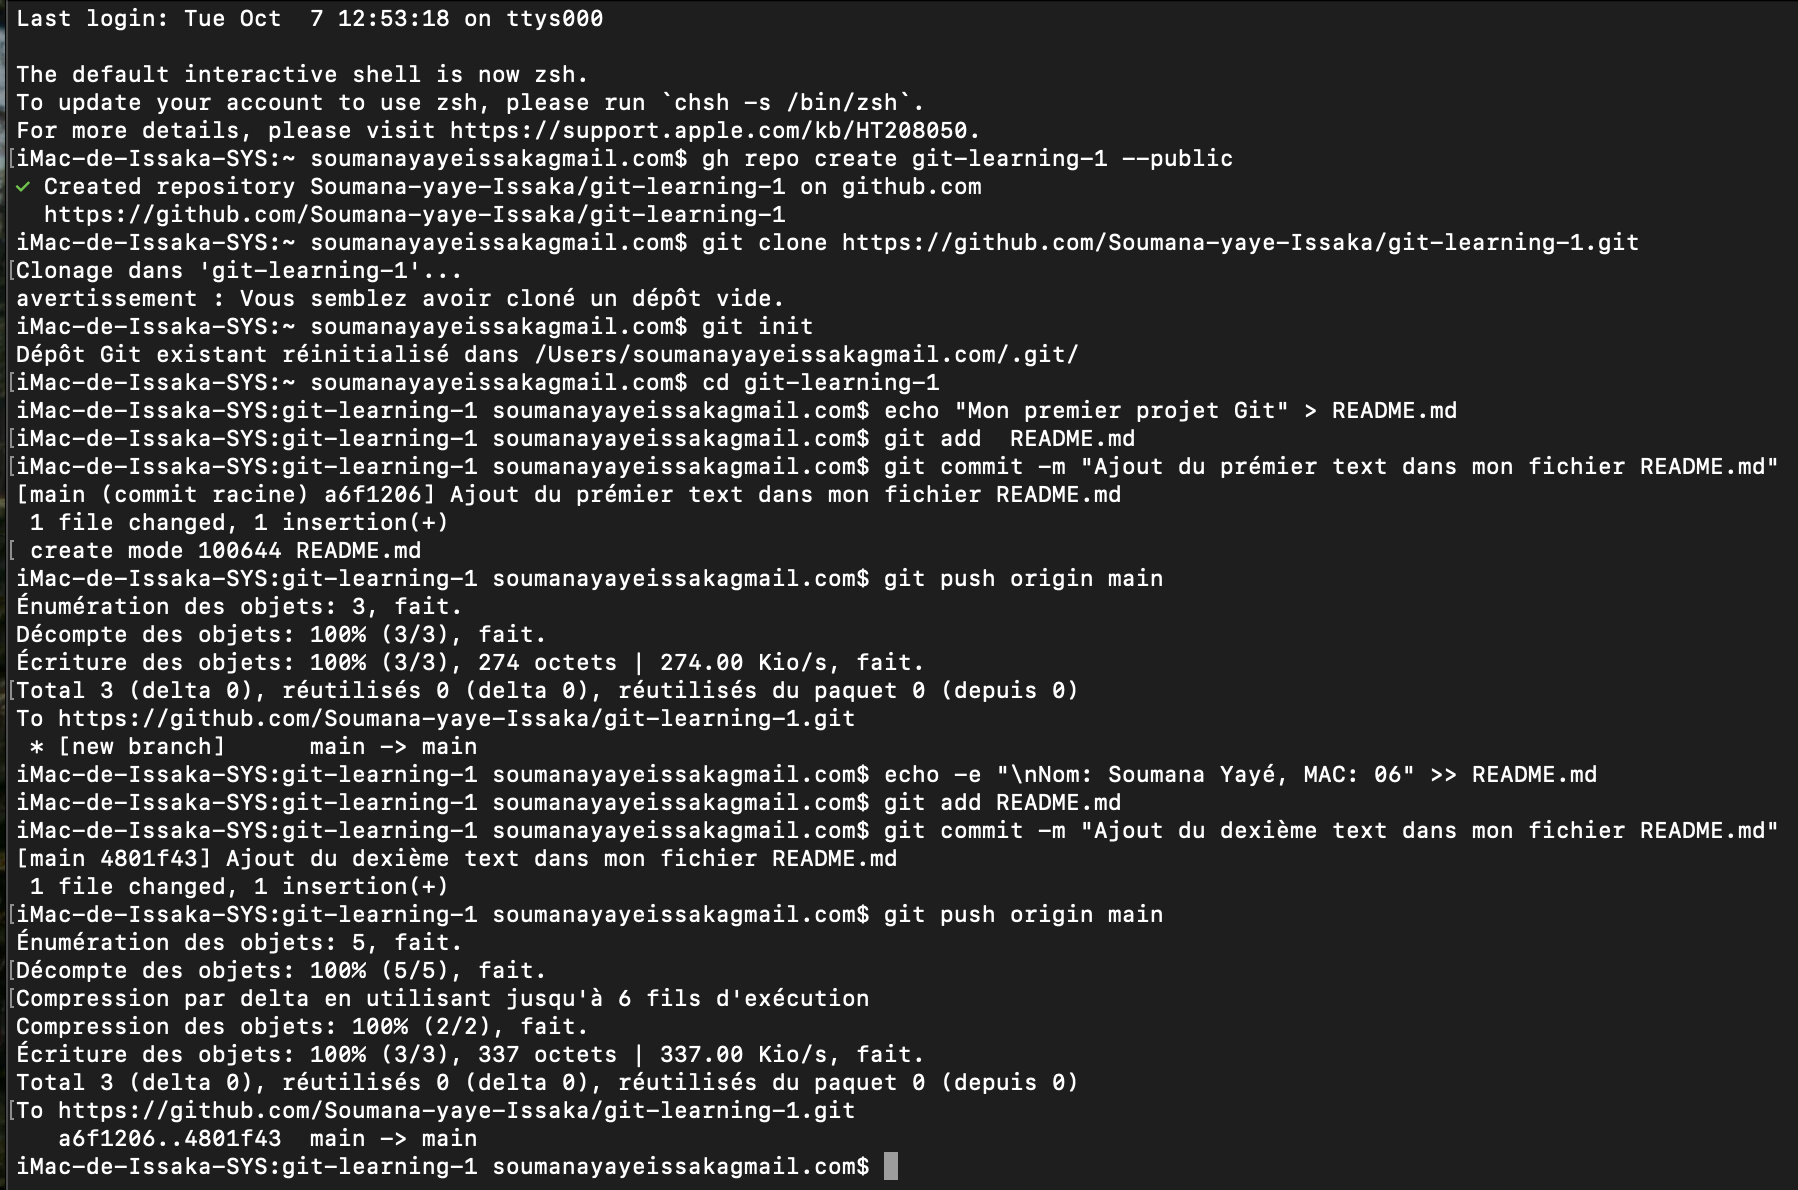 Last login: Tue Oct  7 12:53:18 on ttys000

The default interactive shell is now zsh.
To update your account to use zsh, please run `chsh -s /bin/zsh`.
For more details, please visit https://support.apple.com/kb/HT208050.
[iMac-de-Issaka-SYS:~ soumanayayeissakagmail.com$ gh repo create git-learning-1 --public
✓ Created repository Soumana-yaye-Issaka/git-learning-1 on github.com
  https://github.com/Soumana-yaye-Issaka/git-learning-1
iMac-de-Issaka-SYS:~ soumanayayeissakagmail.com$ git clone https://github.com/Soumana-yaye-Issaka/git-learning-1.git
[Clonage dans 'git-learning-1'...
avertissement : Vous semblez avoir cloné un dépôt vide.
iMac-de-Issaka-SYS:~ soumanayayeissakagmail.com$ git init
Dépôt Git existant réinitialisé dans /Users/soumanayayeissakagmail.com/.git/
[iMac-de-Issaka-SYS:~ soumanayayeissakagmail.com$ cd git-learning-1
iMac-de-Issaka-SYS:git-learning-1 soumanayayeissakagmail.com$ echo "Mon premier projet Git" > README.md
[iMac-de-Issaka-SYS:git-learning-1 soumanayayeissakagmail.com$ git add  README.md
[iMac-de-Issaka-SYS:git-learning-1 soumanayayeissakagmail.com$ git commit -m "Ajout du prémier text dans mon fichier README.md"
[main (commit racine) a6f1206] Ajout du prémier text dans mon fichier README.md
 1 file changed, 1 insertion(+)
[ create mode 100644 README.md
iMac-de-Issaka-SYS:git-learning-1 soumanayayeissakagmail.com$ git push origin main
Énumération des objets: 3, fait.
Décompte des objets: 100% (3/3), fait.
Écriture des objets: 100% (3/3), 274 octets | 274.00 Kio/s, fait.
[Total 3 (delta 0), réutilisés 0 (delta 0), réutilisés du paquet 0 (depuis 0)
To https://github.com/Soumana-yaye-Issaka/git-learning-1.git
 * [new branch]      main -> main
iMac-de-Issaka-SYS:git-learning-1 soumanayayeissakagmail.com$ echo -e "\nNom: Soumana Yayé, MAC: 06" >> README.md
iMac-de-Issaka-SYS:git-learning-1 soumanayayeissakagmail.com$ git add README.md
iMac-de-Issaka-SYS:git-learning-1 soumanayayeissakagmail.com$ git commit -m "Ajout du dexième text dans mon fichier README.md"
[main 4801f43] Ajout du dexième text dans mon fichier README.md
 1 file changed, 1 insertion(+)
[iMac-de-Issaka-SYS:git-learning-1 soumanayayeissakagmail.com$ git push origin main
Énumération des objets: 5, fait.
[Décompte des objets: 100% (5/5), fait.
[Compression par delta en utilisant jusqu'à 6 fils d'exécution
Compression des objets: 100% (2/2), fait.
Écriture des objets: 100% (3/3), 337 octets | 337.00 Kio/s, fait.
Total 3 (delta 0), réutilisés 0 (delta 0), réutilisés du paquet 0 (depuis 0)
[To https://github.com/Soumana-yaye-Issaka/git-learning-1.git
   a6f1206..4801f43  main -> main
iMac-de-Issaka-SYS:git-learning-1 soumanayayeissakagmail.com$